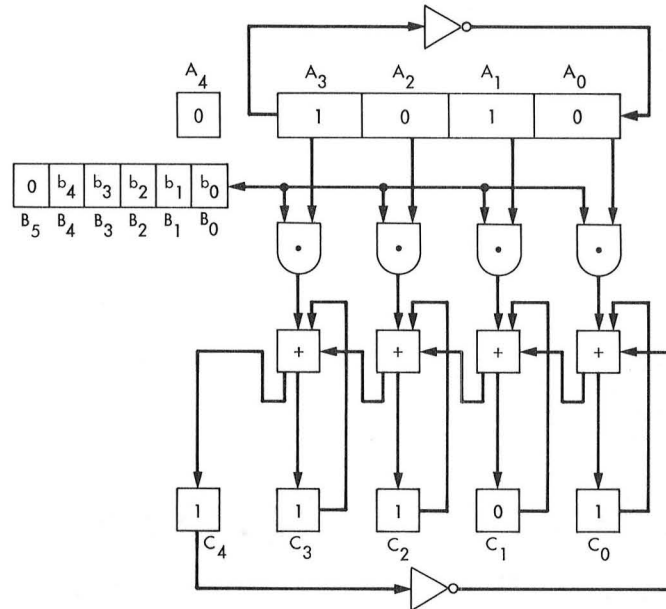 A4 A3 A2 A1 A0
0 1 0 1 0
0 b4 b3 b2 b1 b0
B5 B4 B3 B2 B1 B0
+ + + +
1 1 1 0 1
C4 C3 C2 C1 C0